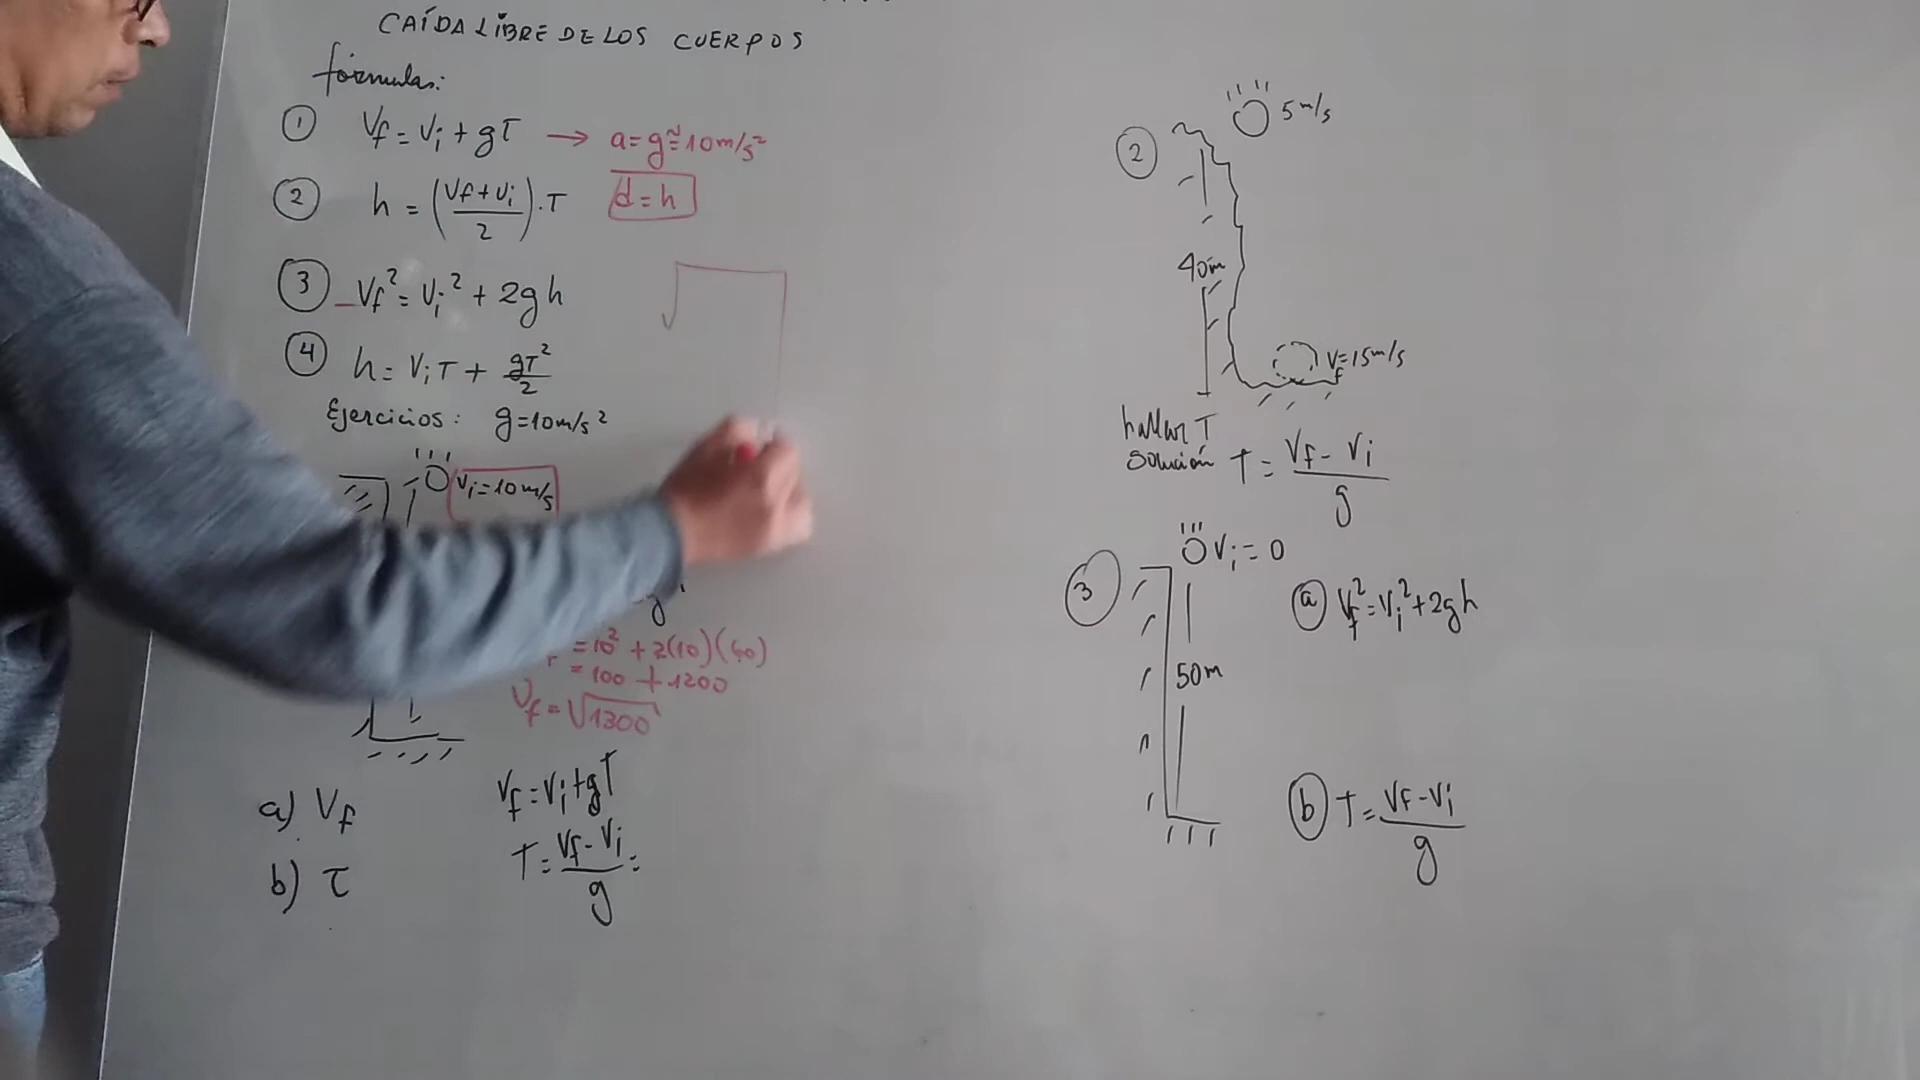 CAÍDA LIBRE DE LOS CUERPOS
fórmulas:
① Vf = Vi + gT → a = g ≅ 10 m/s²
② h = (Vf + Vi / 2) · T d = h
③ Vf² = Vi² + 2gh
④ h = ViT + gT²/2
Ejercicios: g = 10 m/s²
Vi = 10 m/s
= 10² + 2(10)(60)
= 100 + 1200
Vf = √1300
a) Vf
b) T
Vf = Vi + gT
T = Vf - Vi / g =
② 5 m/s
40m
Vf = 15 m/s
hallar T
solución T = Vf - Vi / g
③ Vi = 0
50m
ⓐ Vf² = Vi² + 2gh
ⓑ T = Vf - Vi / g